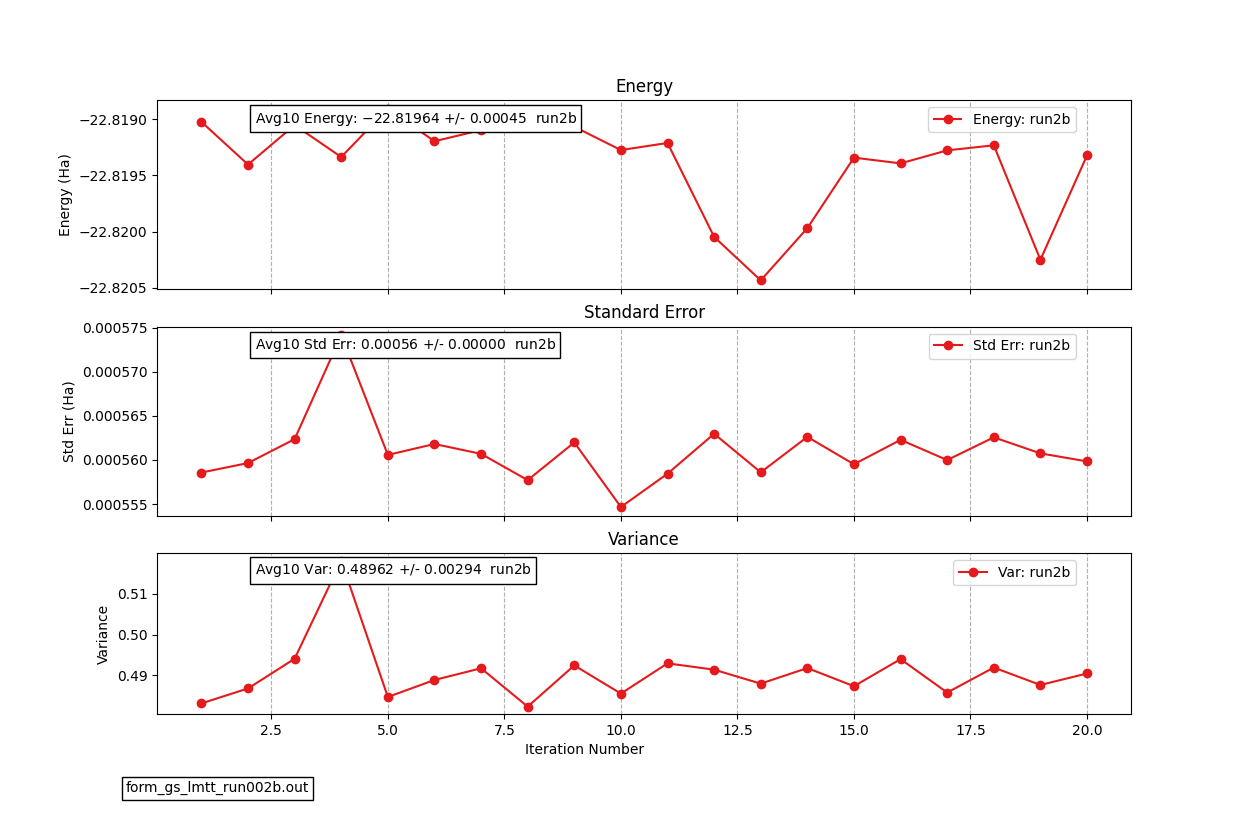 Energy
Avg10 Energy: −22.81964 +/- 0.00045 run2b
Energy: run2b
−22.8190
−22.8195
−22.8200
−22.8205
Energy (Ha)
Standard Error
Avg10 Std Err: 0.00056 +/- 0.00000 run2b
Std Err: run2b
0.000575
0.000570
0.000565
0.000560
0.000555
Std Err (Ha)
Variance
Avg10 Var: 0.48962 +/- 0.00294 run2b
Var: run2b
0.51
0.50
0.49
Variance
2.5 5.0 7.5 10.0 12.5 15.0 17.5 20.0
Iteration Number
form_gs_lmtt_run002b.out